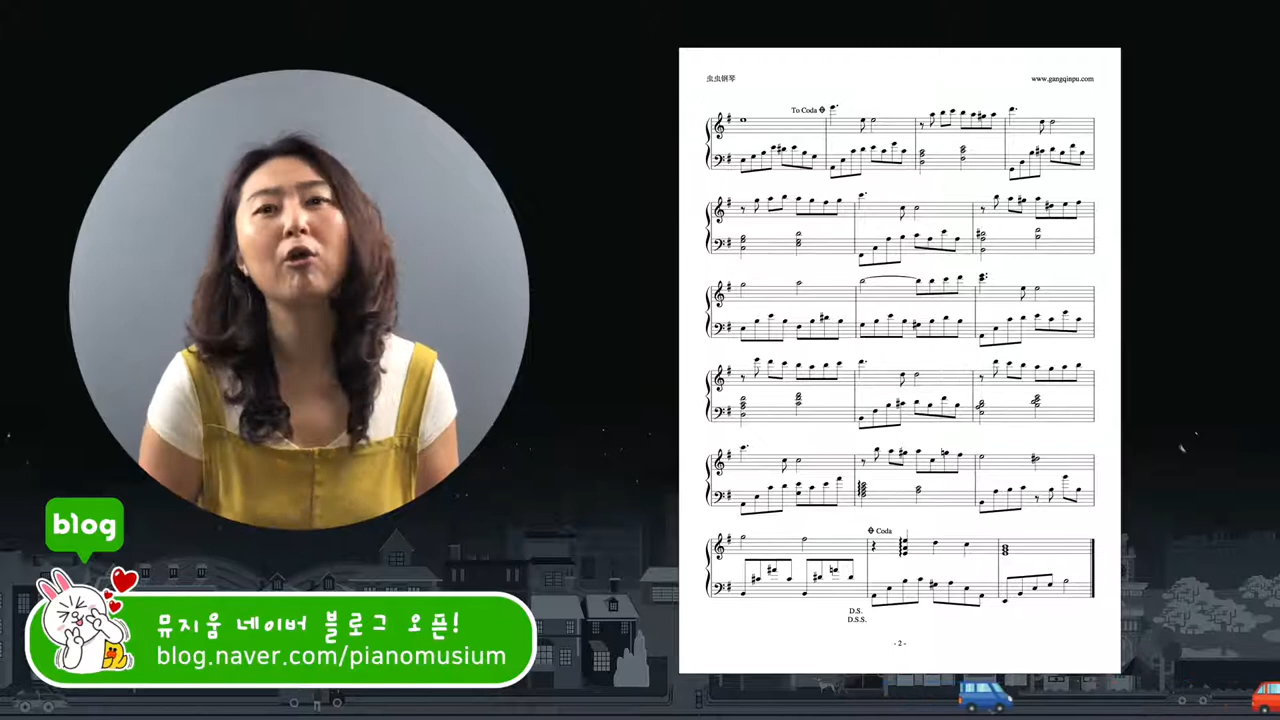 虫虫钢琴
www.gangqinpu.com
To Coda
Coda
D.S.
D.S.S.
- 2 -
blog
뮤지움 네이버 블로그 오픈!
blog.naver.com/pianomusium